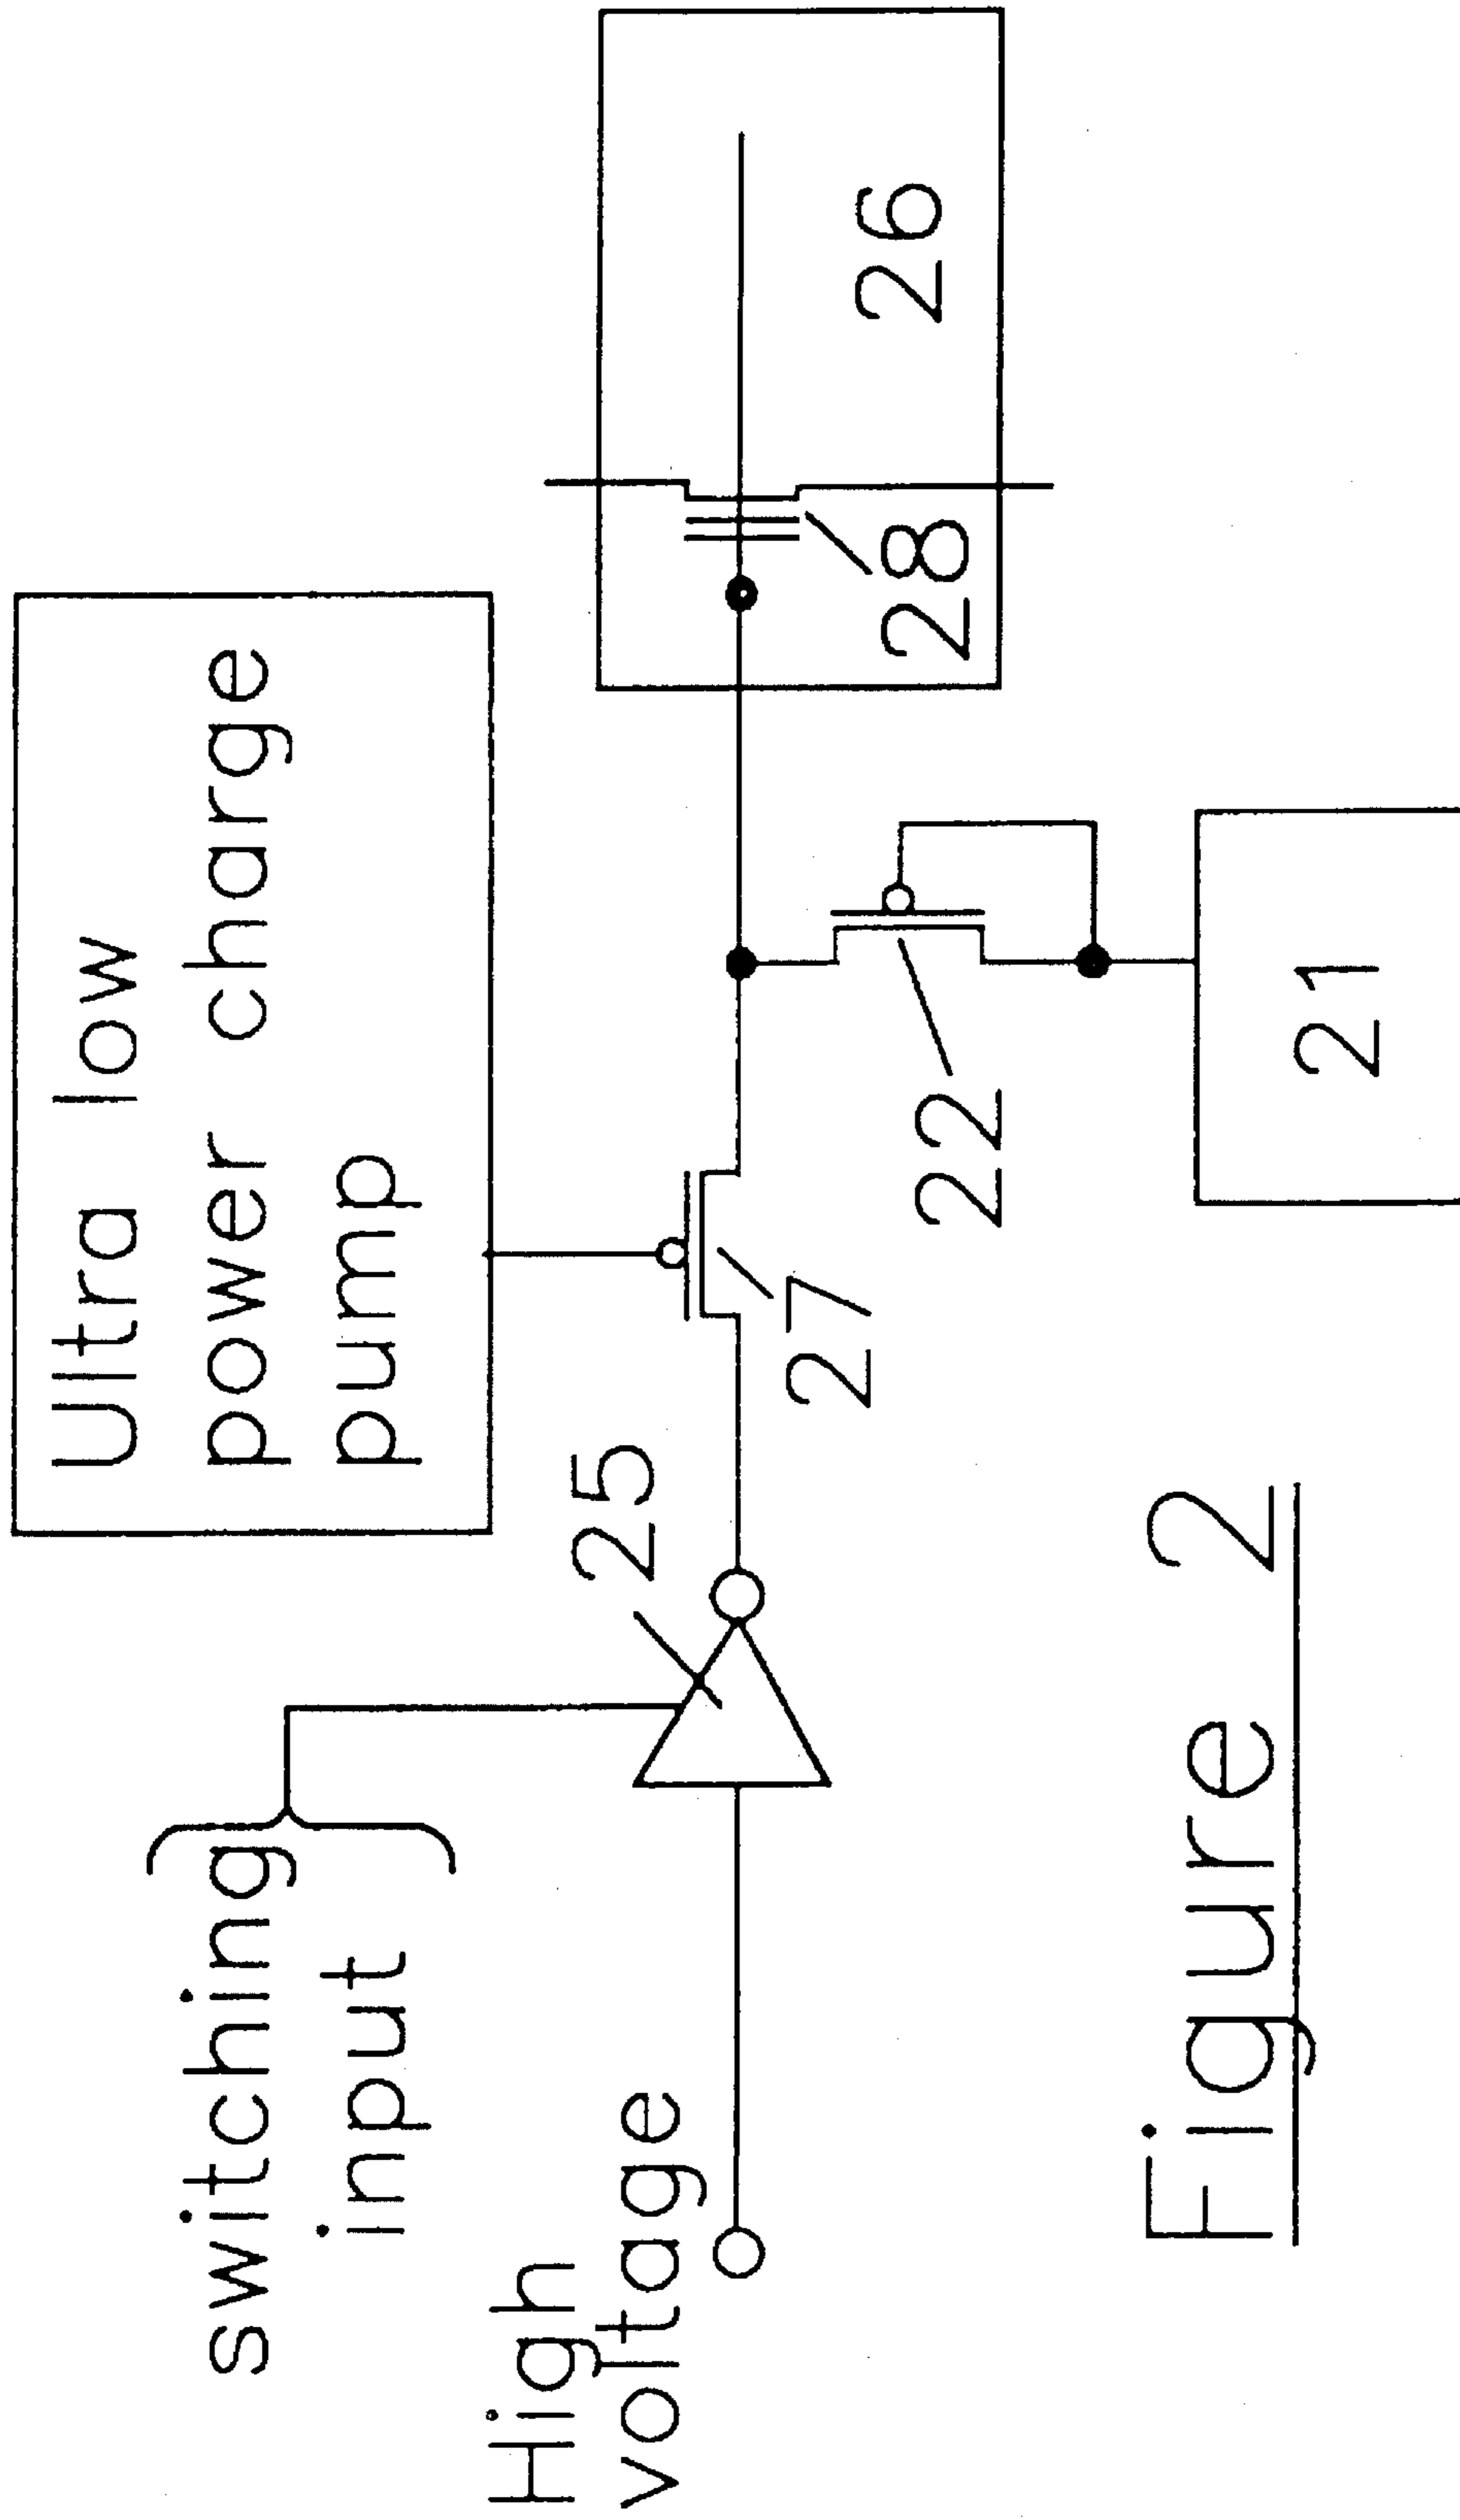 Ultra low
power charge
pump
switching
input
25
High
voltage
27
28
26
22
21
Figure 2